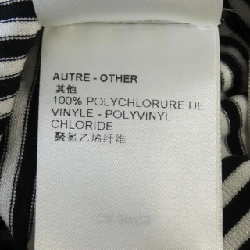 AUTRE - OTHER
其他
100% POLYCHLORURE DE
VINYLE - POLYVINYL
CHLORIDE
聚氯乙烯纤维